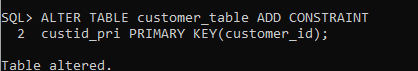 SQL> ALTER TABLE customer_table ADD CONSTRAINT
  2  custid_pri PRIMARY KEY(customer_id);
Table altered.